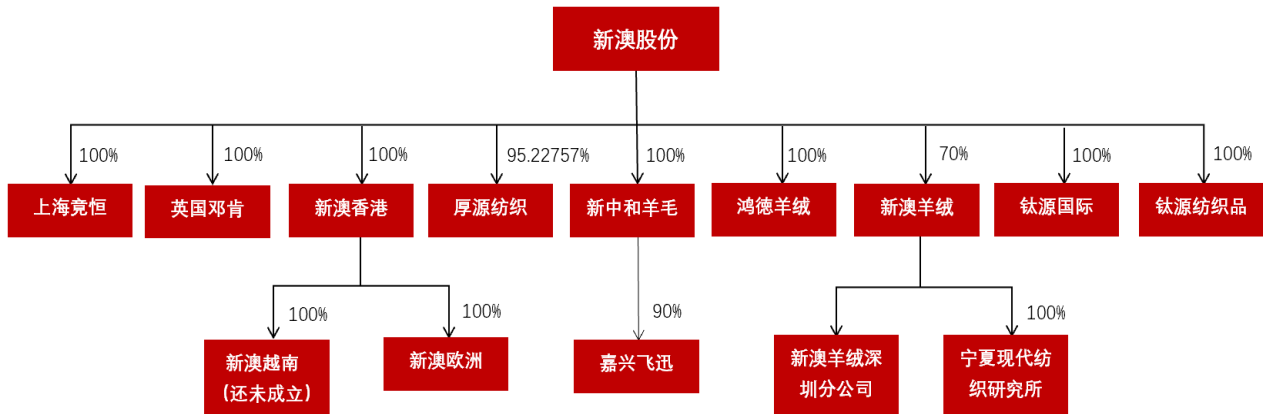 新澳股份
100%
100%
100%
95.22757%
100%
100%
70%
100%
100%
上海竞恒
英国邓肯
新澳香港
厚源纺织
新中和羊毛
鸿德羊绒
新澳羊绒
钛源国际
钛源纺织品
100%
100%
90%
100%
新澳越南
(还未成立)
新澳欧洲
嘉兴飞迅
新澳羊绒深
圳分公司
宁夏现代纺
织研究所